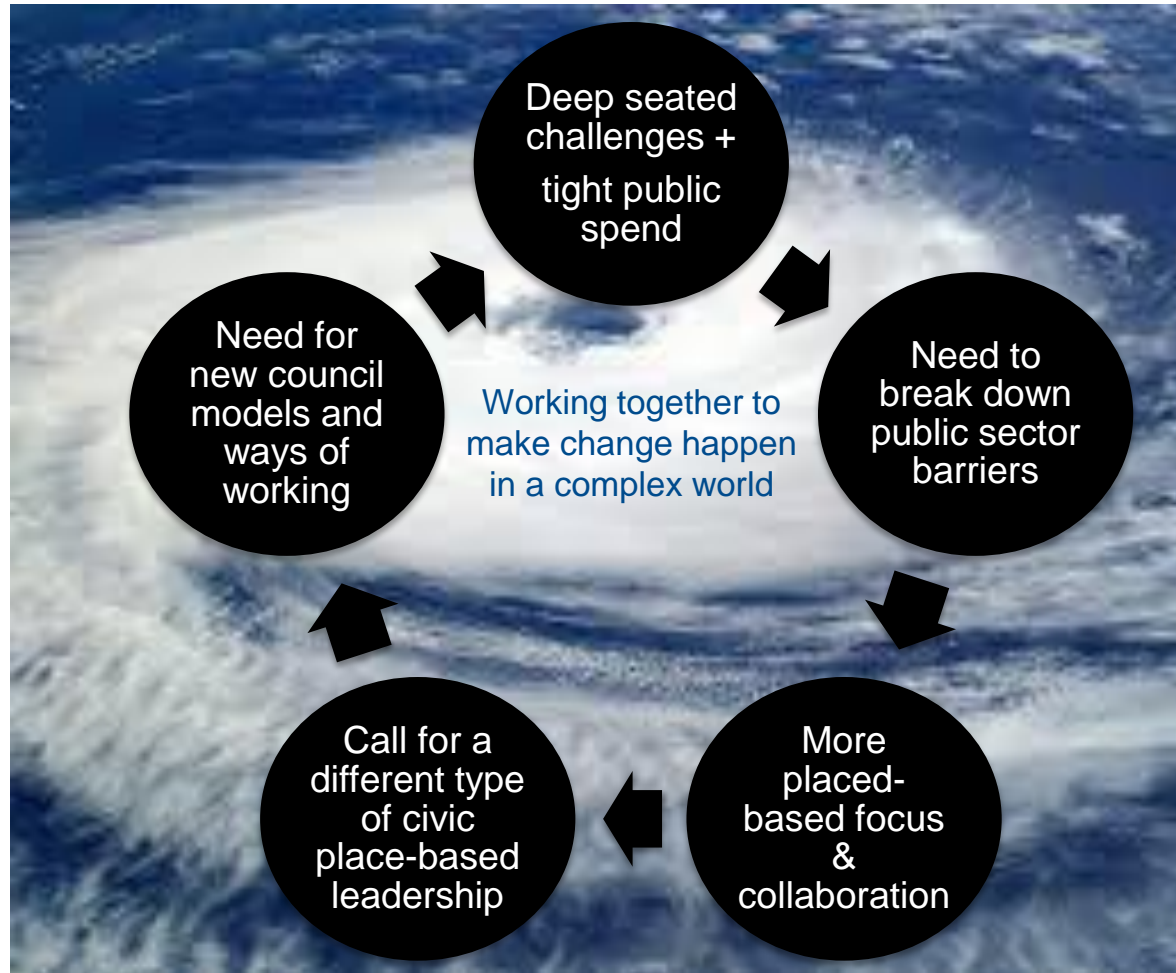 Deep seated
challenges +
tight public
spend
Need to
break down
public sector
barriers
More
placed-
based focus
&
collaboration
Call for a
different type
of civic
place-based
leadership
Need for
new council
models and
ways of
working
Working together to
make change happen
in a complex world